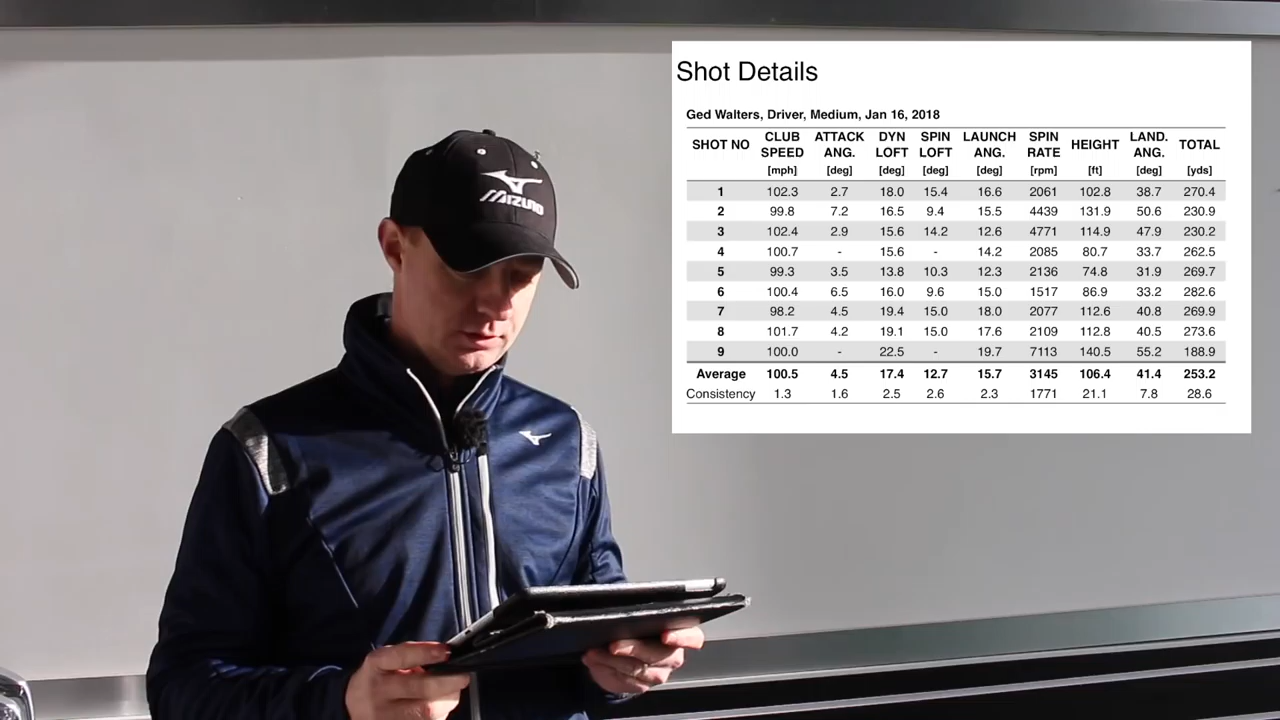 Shot Details
Ged Walters, Driver, Medium, Jan 16, 2018
SHOT NO CLUB SPEED ATTACK ANG. DYN LOFT SPIN LOFT LAUNCH ANG. SPIN RATE HEIGHT LAND. ANG. TOTAL
[mph] [deg] [deg] [deg] [deg] [rpm] [ft] [deg] [yds]
1 102.3 2.7 18.0 15.4 16.6 2061 102.8 38.7 270.4
2 99.8 7.2 16.5 9.4 15.5 4439 131.9 50.6 230.9
3 102.4 2.9 15.6 14.2 12.6 4771 114.9 47.9 230.2
4 100.7 - 15.6 - 14.2 2085 80.7 33.7 262.5
5 99.3 3.5 13.8 10.3 12.3 2136 74.8 31.9 269.7
6 100.4 6.5 16.0 9.6 15.0 1517 86.9 33.2 282.6
7 98.2 4.5 19.4 15.0 18.0 2077 112.6 40.8 269.9
8 101.7 4.2 19.1 15.0 17.6 2109 112.8 40.5 273.6
9 100.0 - 22.5 - 19.7 7113 140.5 55.2 188.9
Average 100.5 4.5 17.4 12.7 15.7 3145 106.4 41.4 253.2
Consistency 1.3 1.6 2.5 2.6 2.3 1771 21.1 7.8 28.6
MIZUNO